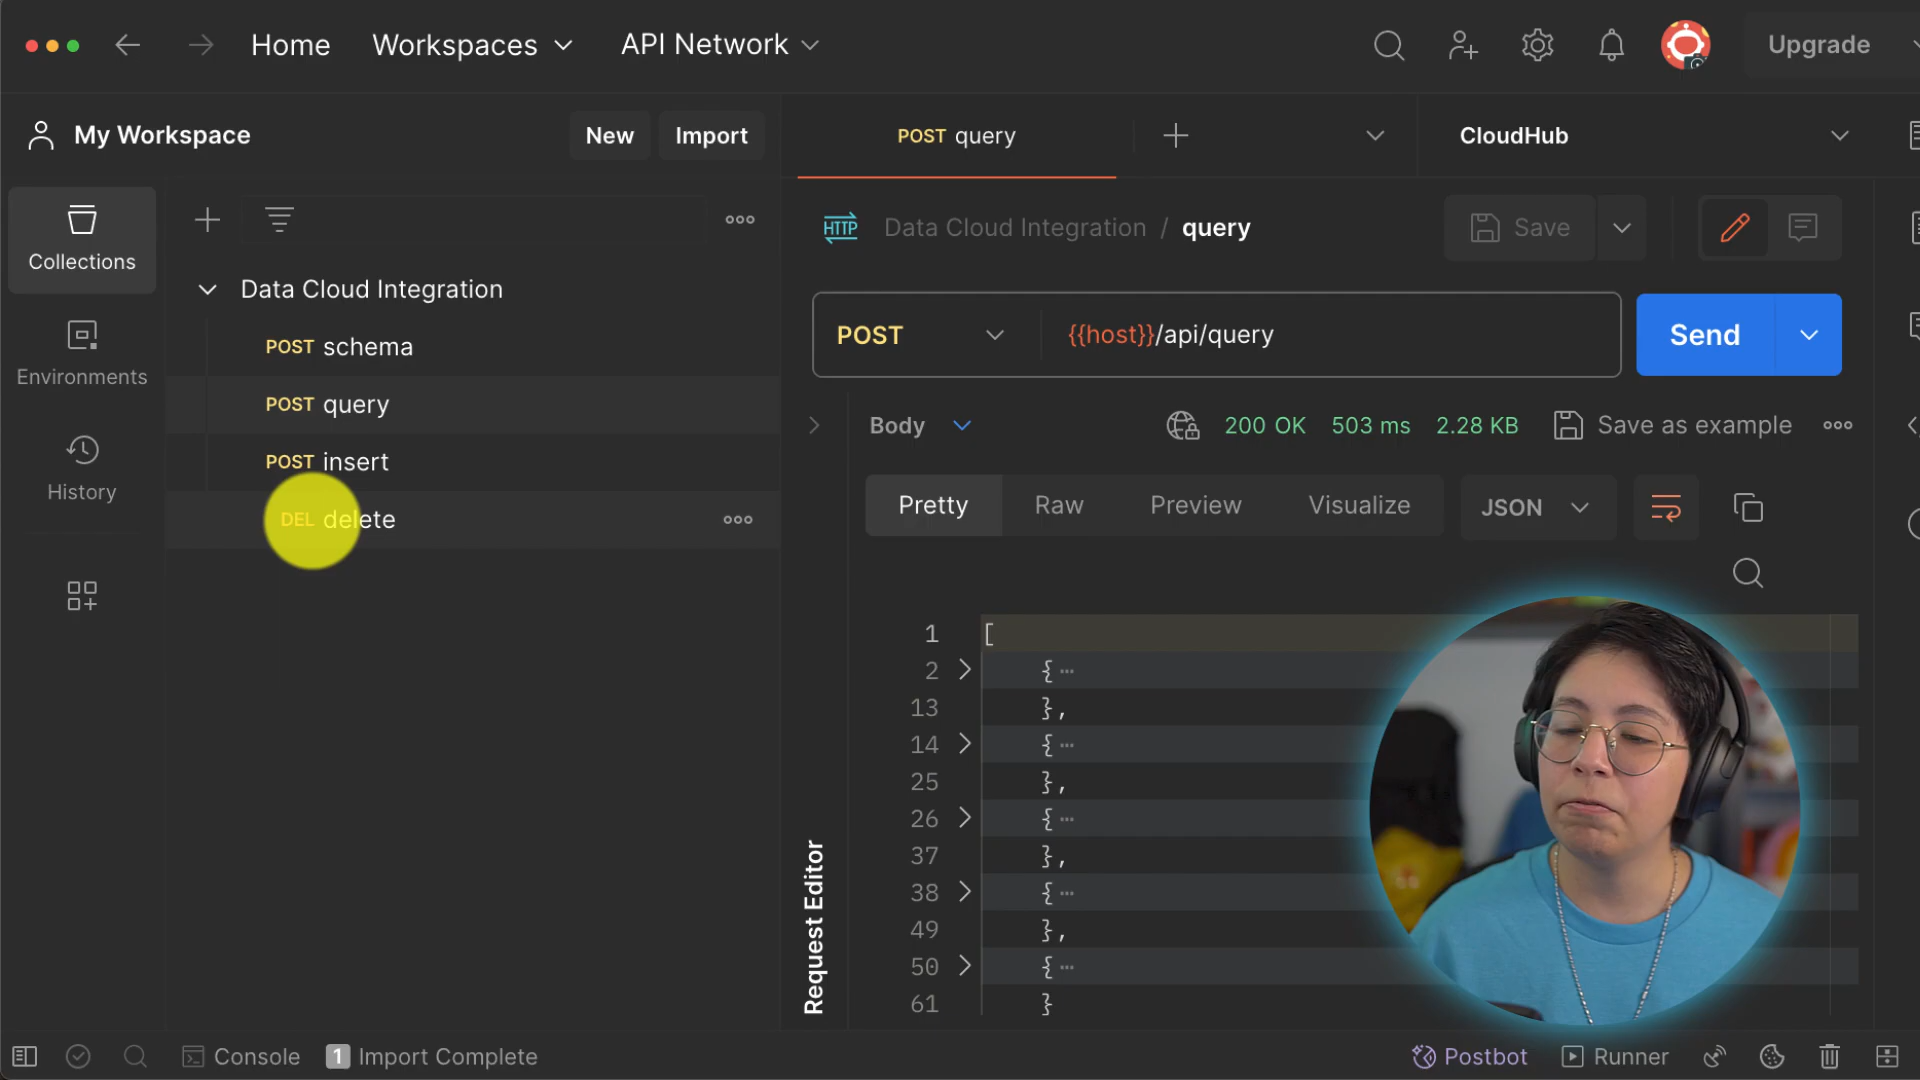 Home Workspaces API Network Upgrade
My Workspace New Import POST query CloudHub
Collections
HTTP Data Cloud Integration / query Save
Data Cloud Integration
POST schema
POST {{host}}/api/query Send
Environments
POST query
Body 200 OK 503 ms 2.28 KB Save as example
POST insert
History
Pretty Raw Preview Visualize JSON
DEL delete
1 [
2 {
13 },
14 {
25 },
26 {
37 },
38 {
49 },
50 {
61 }
Request Editor
Console 1 Import Complete Postbot Runner